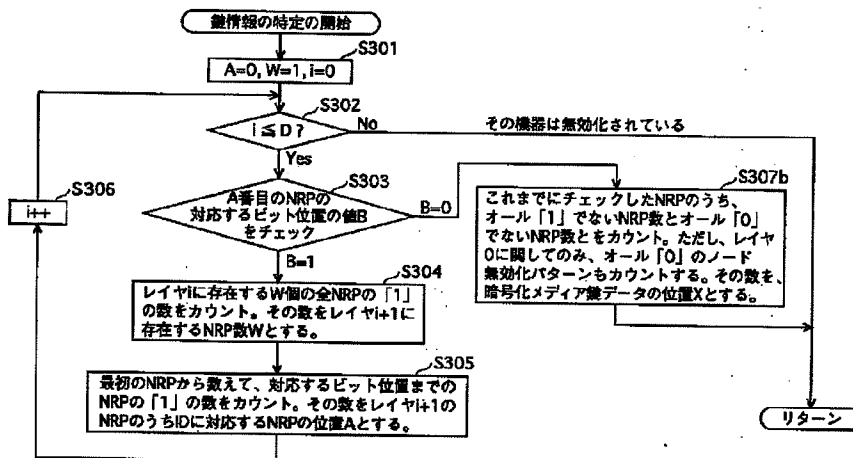 鍵情報の特定の開始
S301
A=0, W=1, i=0
S302
i≦D?
No
その機器は無効化されている
Yes
S306
i++
S303
A番目のNRPの
対応するビット位置の値B
をチェック
B=0
B=1
S307b
これまでにチェックしたNRPのうち、
オール「1」でないNRP数とオール「0」
でないNRP数とをカウント。ただし、レイヤ
0に関してのみ、オール「0」のノード
無効化パターンもカウントする。その数を、
暗号化メディア鍵データの位置Xとする。
S304
レイヤiに存在するW個の全NRPの「1」
の数をカウント。その数をレイヤi+1に
存在するNRP数Wとする。
S305
最初のNRPから数えて、対応するビット位置までの
NRPの「1」の数をカウント。その数をレイヤi+1の
NRPのうちIDに対応するNRPの位置Aとする。
リターン